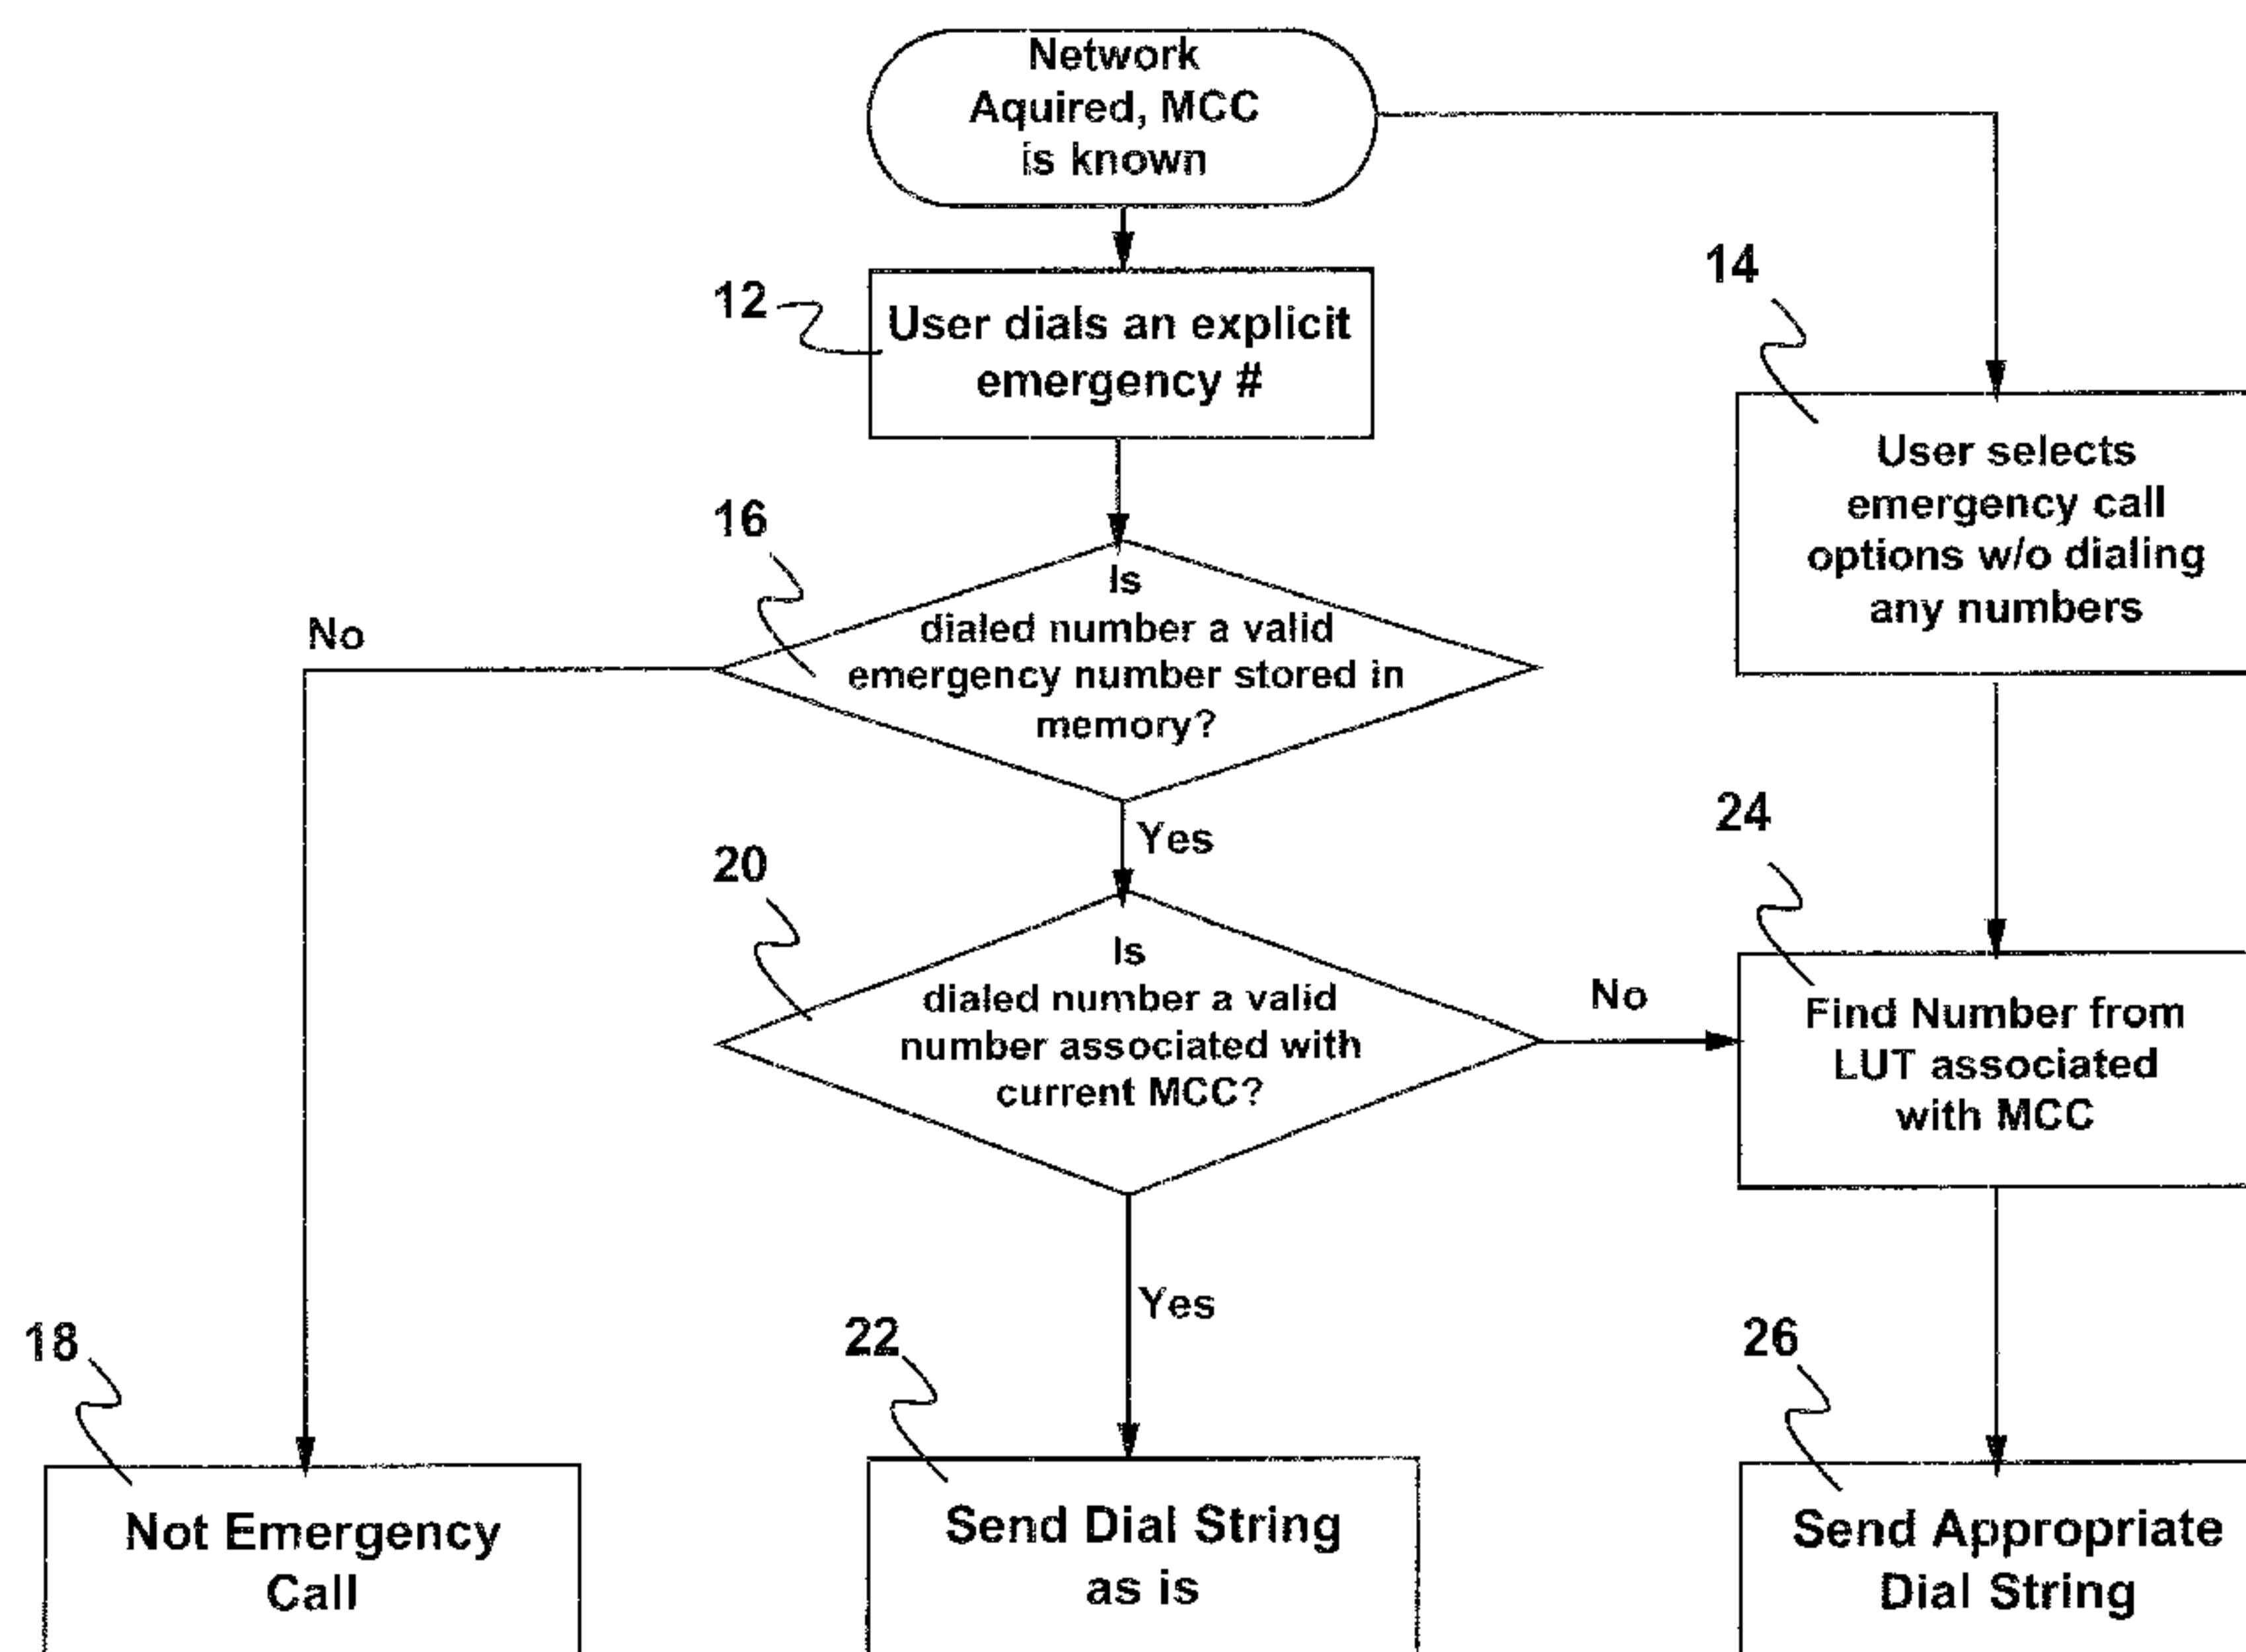 Network
Aquired, MCC
is known
12
User dials an explicit
emergency #
14
User selects
emergency call
options w/o dialing
any numbers
16
Is
dialed number a valid
emergency number stored in
memory?
No
Yes
20
Is
dialed number a valid
number associated with
current MCC?
No
24
Find Number from
LUT associated
with MCC
Yes
18
Not Emergency
Call
22
Send Dial String
as is
26
Send Appropriate
Dial String